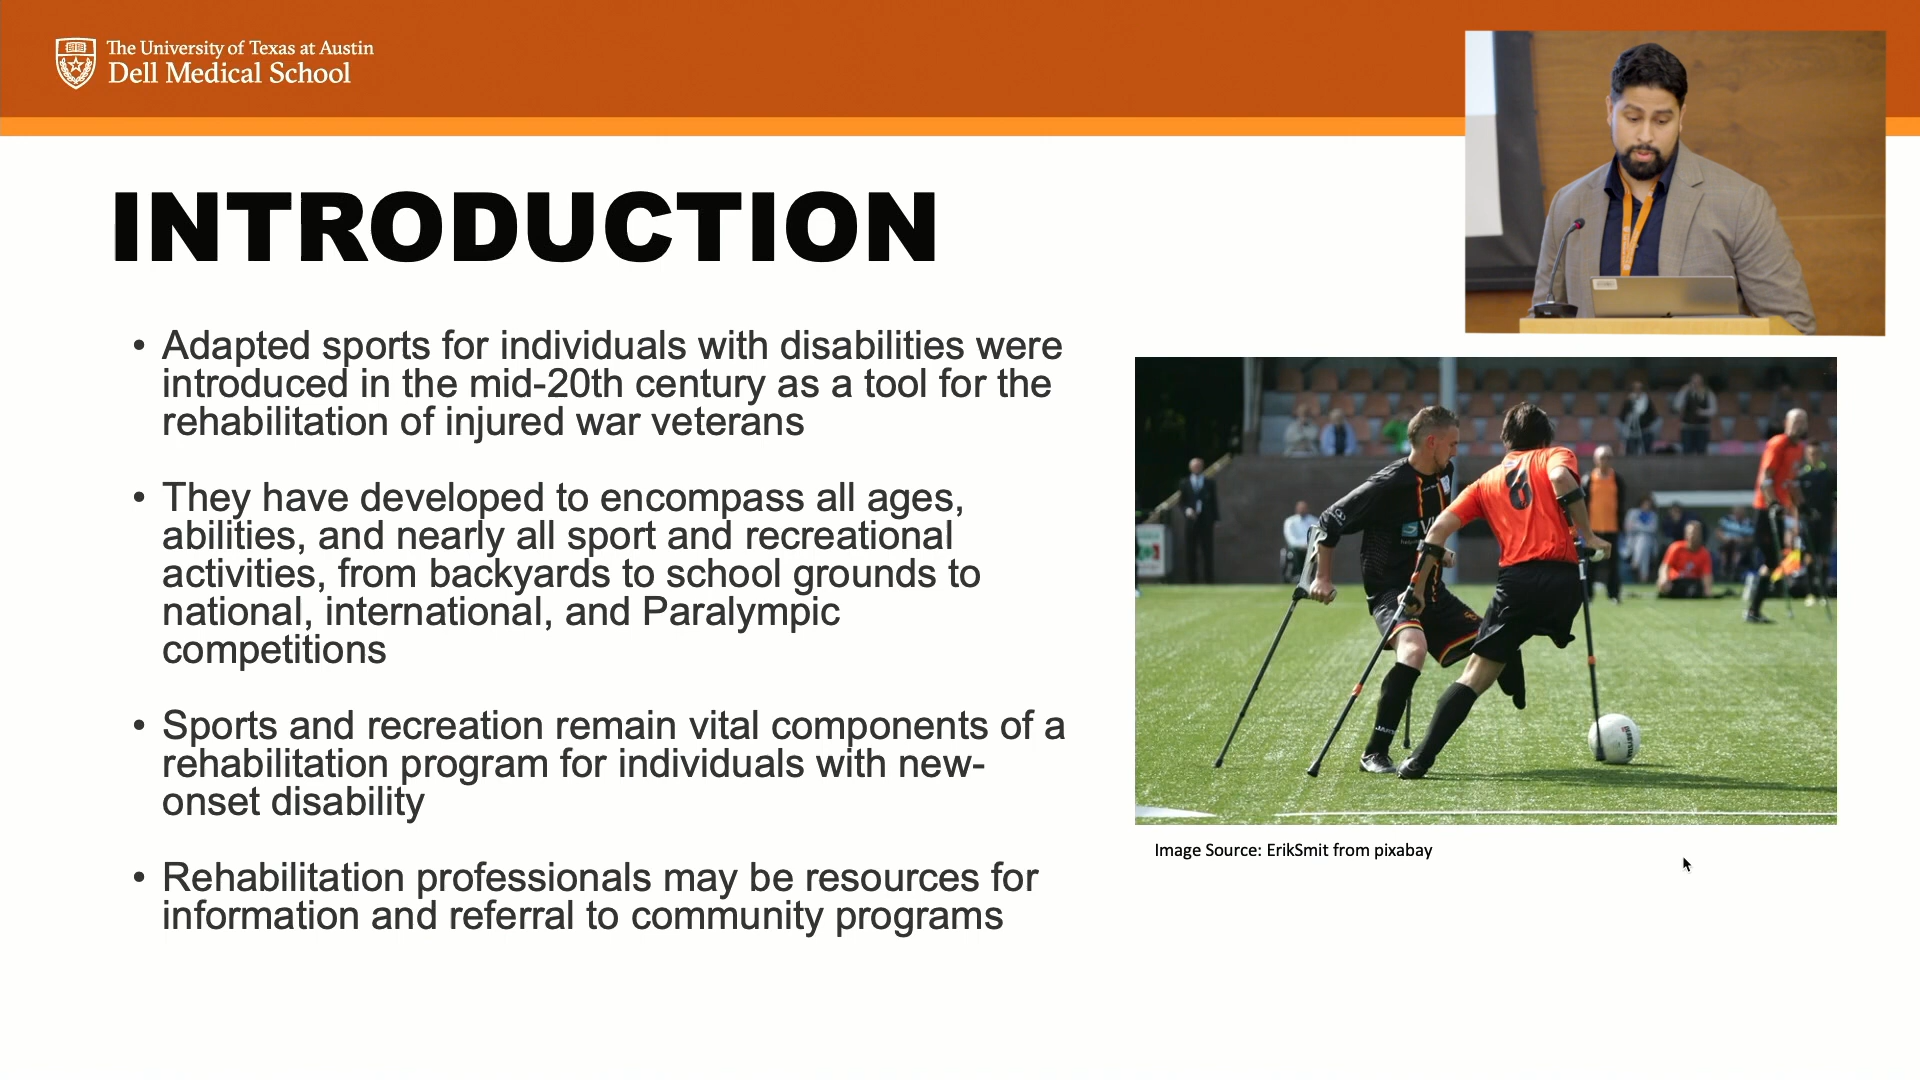 The University of Texas at Austin
Dell Medical School
INTRODUCTION
• Adapted sports for individuals with disabilities were
introduced in the mid-20th century as a tool for the
rehabilitation of injured war veterans
• They have developed to encompass all ages,
abilities, and nearly all sport and recreational
activities, from backyards to school grounds to
national, international, and Paralympic
competitions
• Sports and recreation remain vital components of a
rehabilitation program for individuals with new-
onset disability
• Rehabilitation professionals may be resources for
information and referral to community programs
6
Image Source: ErikSmit from pixabay